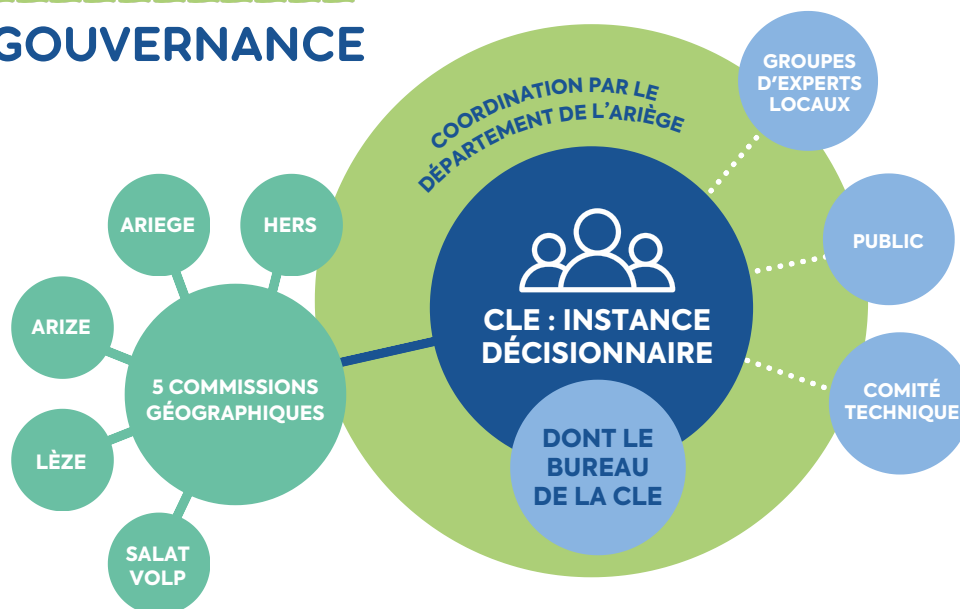 GOUVERNANCE
COORDINATION PAR LE
DÉPARTEMENT DE L'ARIÈGE
GROUPES
D'EXPERTS
LOCAUX
PUBLIC
COMITÉ
TECHNIQUE
CLE : INSTANCE
DÉCISIONNAIRE
DONT LE
BUREAU
DE LA CLE
5 COMMISSIONS
GÉOGRAPHIQUES
ARIEGE
HERS
ARIZE
LÈZE
SALAT
VOLP